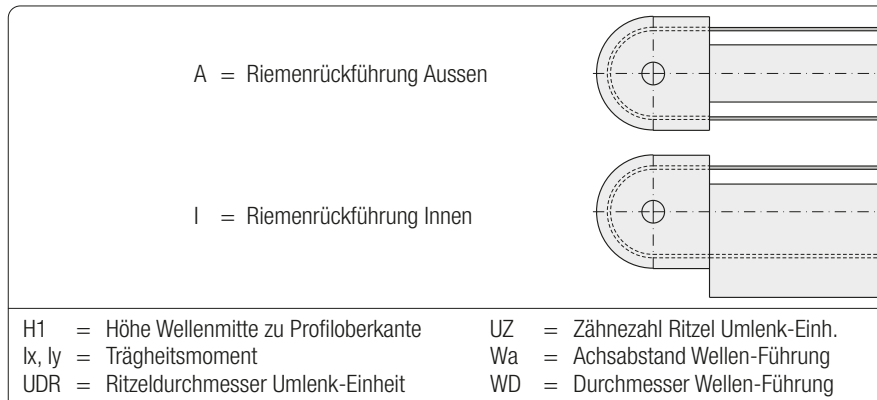 A = Riemenrückführung Aussen
I = Riemenrückführung Innen
H1 = Höhe Wellenmitte zu Profiloberkante
Ix, Iy = Trägheitsmoment
UDR = Ritzeldurchmesser Umlenk-Einheit
UZ = Zähnezahl Ritzel Umlenk-Einh.
Wa = Achsabstand Wellen-Führung
WD = Durchmesser Wellen-Führung